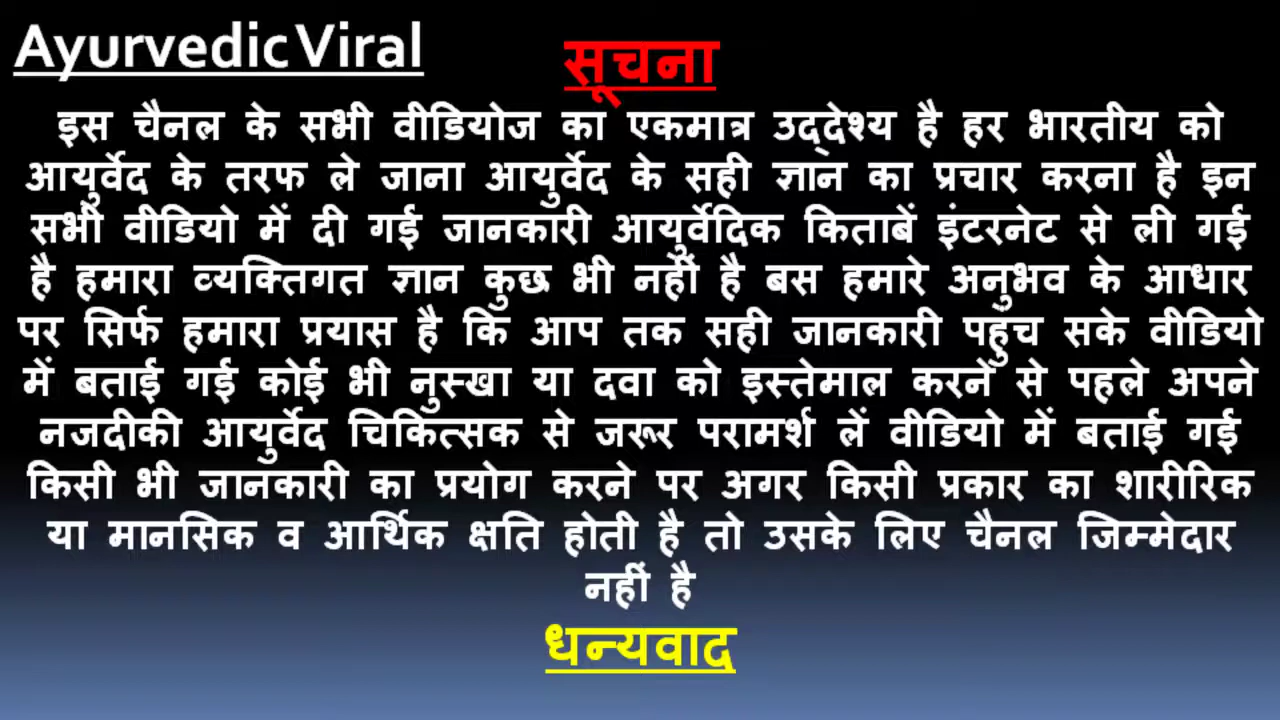 Ayurvedic Viral
सूचना
इस चैनल के सभी वीडियोज का एकमात्र उद्देश्य है हर भारतीय को
आयुर्वेद के तरफ ले जाना आयुर्वेद के सही ज्ञान का प्रचार करना है इन
सभी वीडियो में दी गई जानकारी आयुर्वेदिक किताबें इंटरनेट से ली गई
है हमारा व्यक्तिगत ज्ञान कुछ भी नहीं है बस हमारे अनुभव के आधार
पर सिर्फ हमारा प्रयास है कि आप तक सही जानकारी पहुंच सके वीडियो
में बताई गई कोई भी नुस्खा या दवा को इस्तेमाल करने से पहले अपने
नजदीकी आयुर्वेद चिकित्सक से जरूर परामर्श लें वीडियो में बताई गई
किसी भी जानकारी का प्रयोग करने पर अगर किसी प्रकार का शारीरिक
या मानसिक व आर्थिक क्षति होती है तो उसके लिए चैनल जिम्मेदार
नहीं है
धन्यवाद